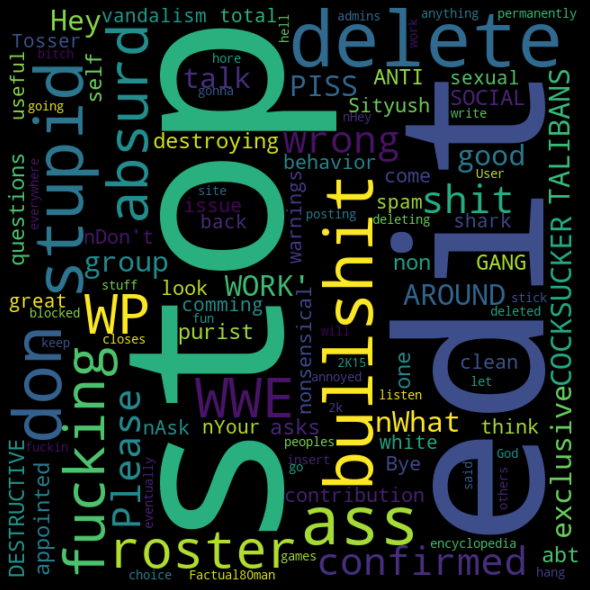 Hey
vandalism
total
hell
admins
anything
permanently
Tosser
bitch
self
hore
gonna
talk
delete
work
useful
going
stupid
absurd
stop
PISS
ANTI
sexual
Sityush
SOCIAL
nHey
write
destroying
wrong
edit
TALIBANS
behavior
come
good
User
questions
everywhere
nDon't
site
back
issue
warnings
posting
spam
deleting
shit
shark
group
look
WORK'
bullshit
non
GANG
COCKSUCKER
great
blocked
stuff
WP
comming
fun
purist
nonsensical
will
AROUND
stick
deleted
closes
don
keep
fucking
Please
WWE
2K15
annoyed
2k
one
listen
clean
let
exclusive
nAsk
nYour
asks
peoples
nWhat
white
think
God
said
others
DESTRUCTIVE
appointed
fuckin
eventually
go
insert
Bye
contribution
roster
ass
confirmed
encyclopedia
abt
choice
Factual80man
games
hang